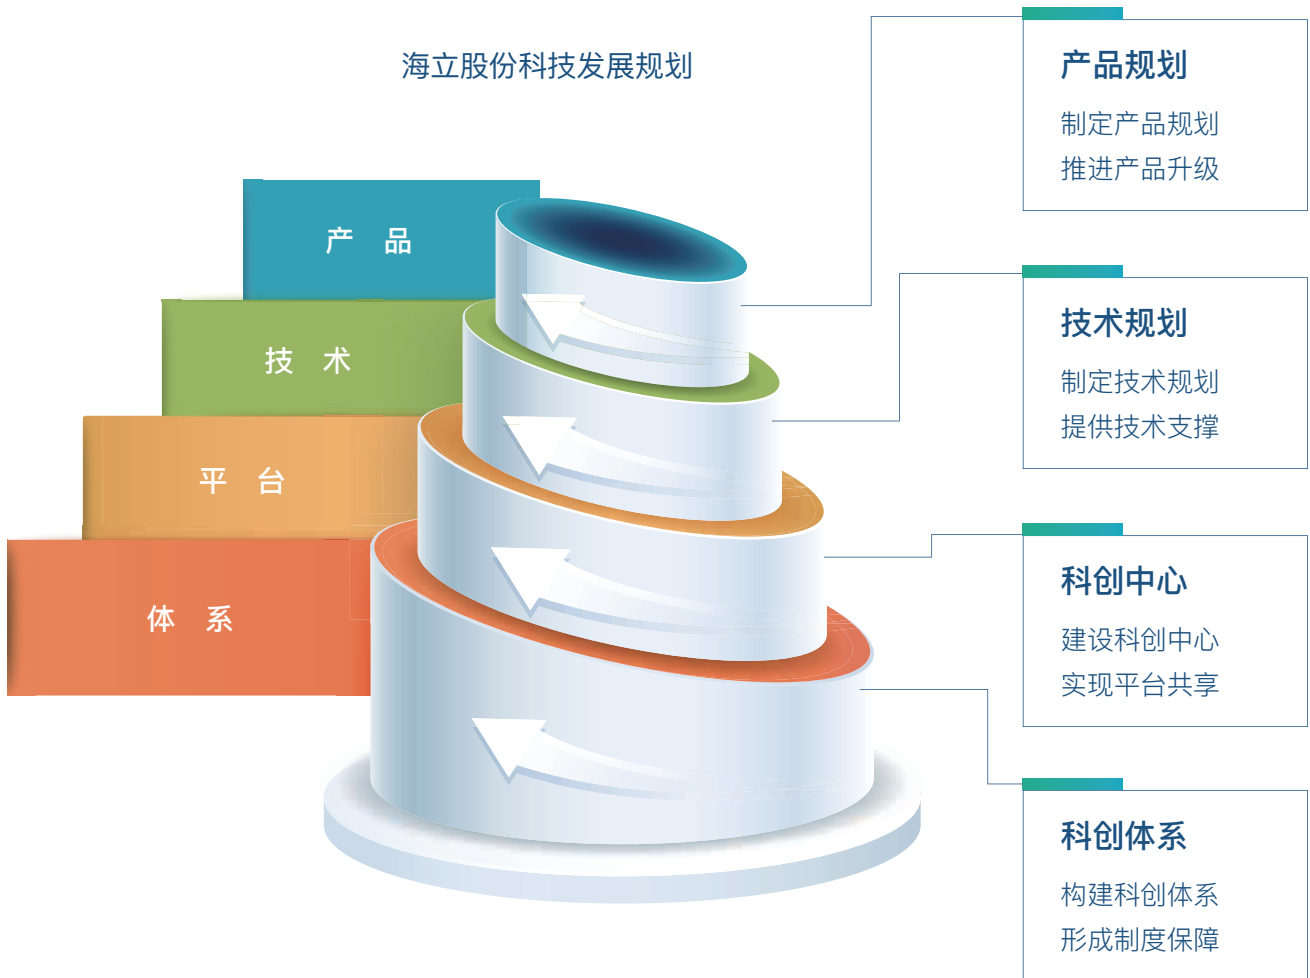 海立股份科技发展规划
产品
技术
平台
体系
产品规划
制定产品规划
推进产品升级
技术规划
制定技术规划
提供技术支撑
科创中心
建设科创中心
实现平台共享
科创体系
构建科创体系
形成制度保障